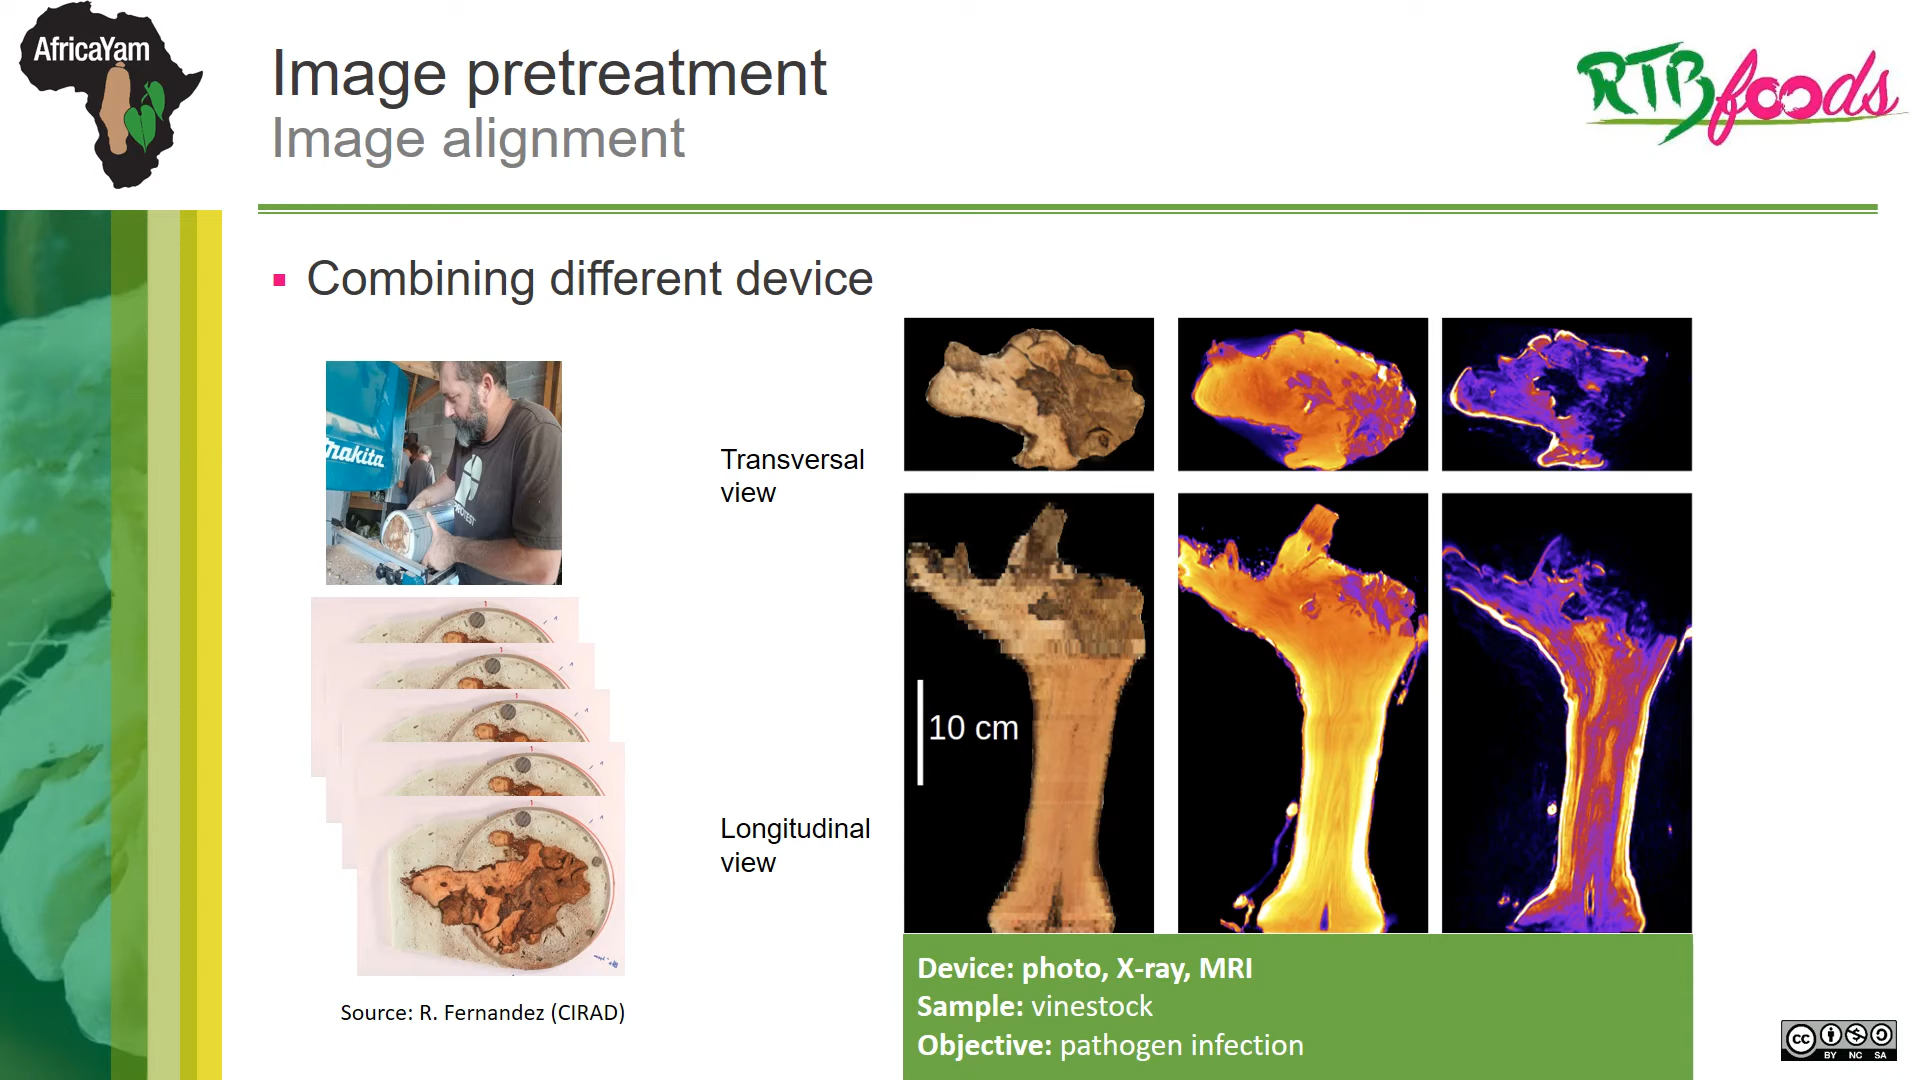 AfricaYam
Image pretreatment
Image alignment
RTBfoods
Combining different device
makita
Transversal
view
10 cm
Longitudinal
view
Source: R. Fernandez (CIRAD)
Device: photo, X-ray, MRI
Sample: vinestock
Objective: pathogen infection
cc
BY NC SA